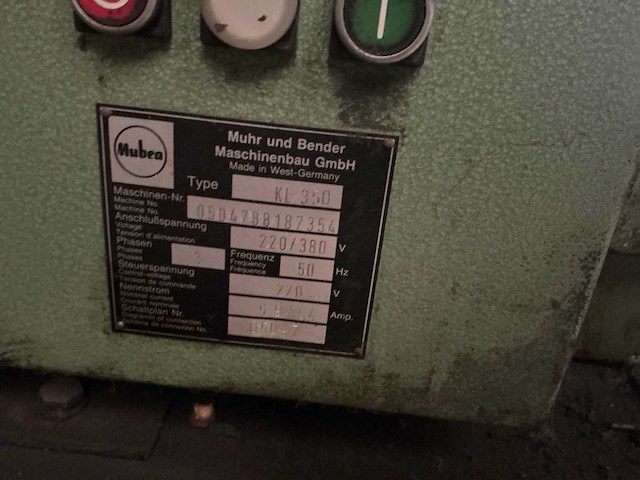 Mubea
Muhr und Bender
Maschinenbau GmbH
Made in West-Germany
Type KL 350
Maschinen-Nr.
Machine No.
Machine No.
0504788187354
Anschlußspannung
Voltage
Tension d'alimentation
220/380 V
Phasen
Phases
Phases
3
Frequenz
Frequency
Fréquence
50 Hz
Steuerspannung
Control-voltage
Tension de commande
220 V
Nennstrom
Nominal current
Courant nominale
Amp.
Schaltplan Nr.
Diagram of connection
Schéma de connexion No.